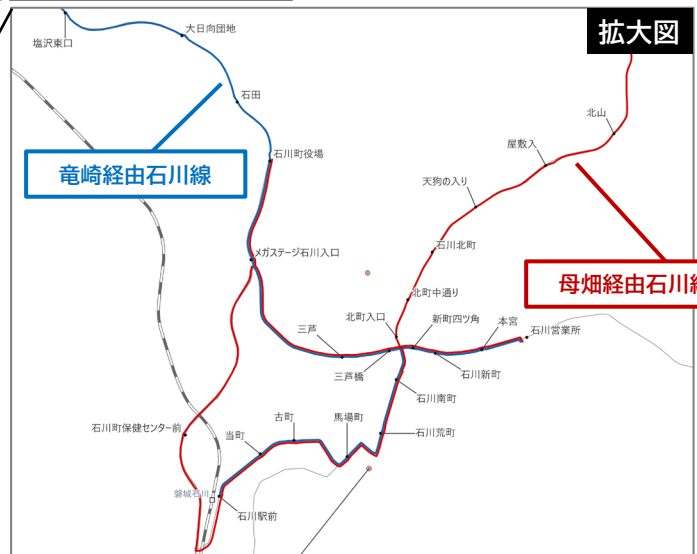 拡大図
塩沢東口
大日向団地
石田
石川町役場
竜崎経由石川線
北山
屋敷入
天狗の入り
石川北町
メガステージ石川入口
母畑経由石川線
北町中通り
北町入口
新町四ツ角
本宮
石川営業所
三芦
三芦橋
石川新町
石川南町
石川町保健センター前
当町
古町
馬場町
石川荒町
磐城石川
石川駅前